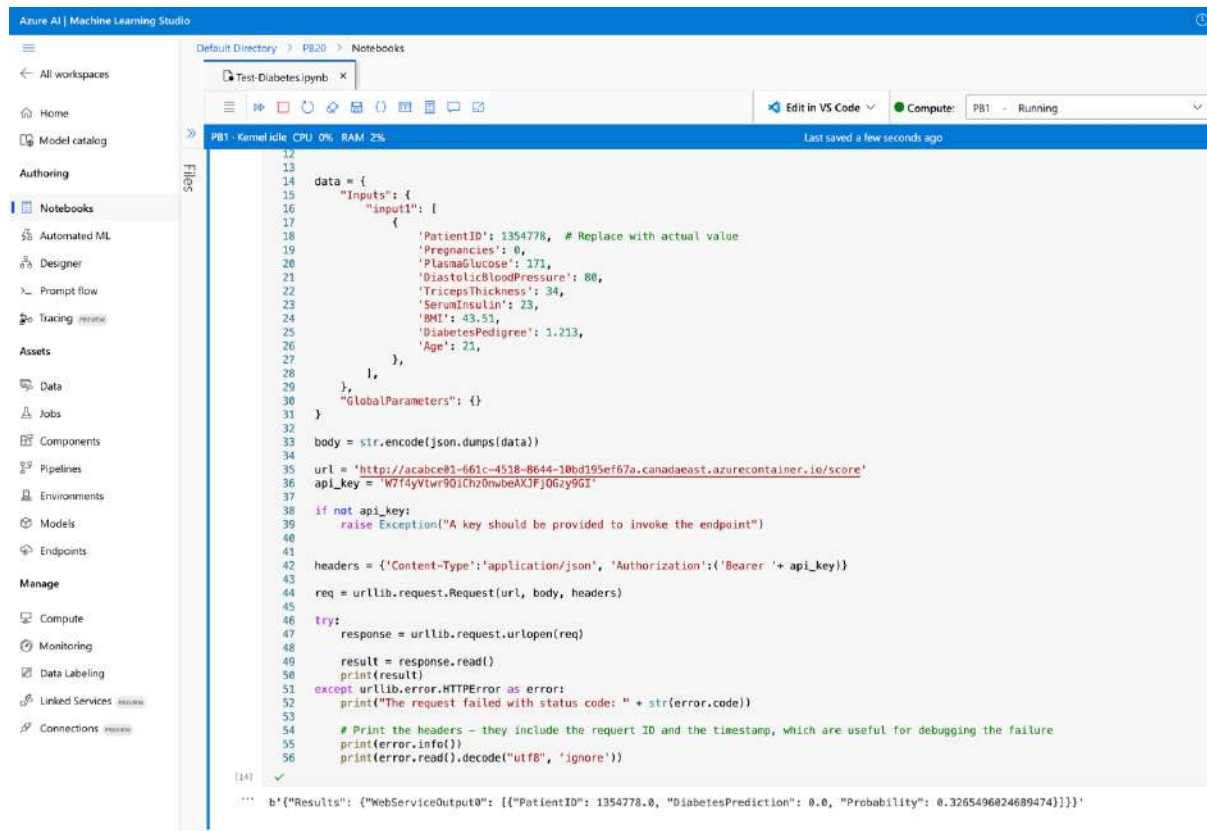 Azure AI | Machine Learning Studio
All workspaces
Home
Model catalog
Authoring
Notebooks
Automated ML
Designer
Prompt flow
Tracing PREVIEW
Assets
Data
Jobs
Components
Pipelines
Environments
Models
Endpoints
Manage
Compute
Monitoring
Data Labeling
Linked Services PREVIEW
Connections PREVIEW
Default Directory > PB20 > Notebooks
Test-Diabetes.ipynb ×
Edit in VS Code
Compute: PB1 - Running
PB1 - Kernel idle CPU 0% RAM 2%
Last saved a few seconds ago
Files
12
13
14 data = {
15 "Inputs": {
16 "input1": [
17 {
18 'PatientID': 1354778, # Replace with actual value
19 'Pregnancies': 0,
20 'PlasmaGlucose': 171,
21 'DiastolicBloodPressure': 80,
22 'TricepsThickness': 34,
23 'SerumInsulin': 23,
24 'BMI': 43.51,
25 'DiabetesPedigree': 1.213,
26 'Age': 21,
27 },
28 ],
29 },
30 "GlobalParameters": {}
31 }
32
33 body = str.encode(json.dumps(data))
34
35 url = 'http://acabce01-661c-4518-8644-10bd195ef67a.canadaeast.azurecontainer.io/score'
36 api_key = 'W7f4yVtwr9QiChz0nwbeAXJFjQGzy9GI'
37
38 if not api_key:
39 raise Exception("A key should be provided to invoke the endpoint")
40
41
42 headers = {'Content-Type':'application/json', 'Authorization':('Bearer '+ api_key)}
43
44 req = urllib.request.Request(url, body, headers)
45
46 try:
47 response = urllib.request.urlopen(req)
48
49 result = response.read()
50 print(result)
51 except urllib.error.HTTPError as error:
52 print("The request failed with status code: " + str(error.code))
53
54 # Print the headers – they include the requert ID and the timestamp, which are useful for debugging the failure
55 print(error.info())
56 print(error.read().decode("utf8", 'ignore'))
[14]
... b'{"Results": {"WebServiceOutput0": [{"PatientID": 1354778.0, "DiabetesPrediction": 0.0, "Probability": 0.3265496024689474}]}}'